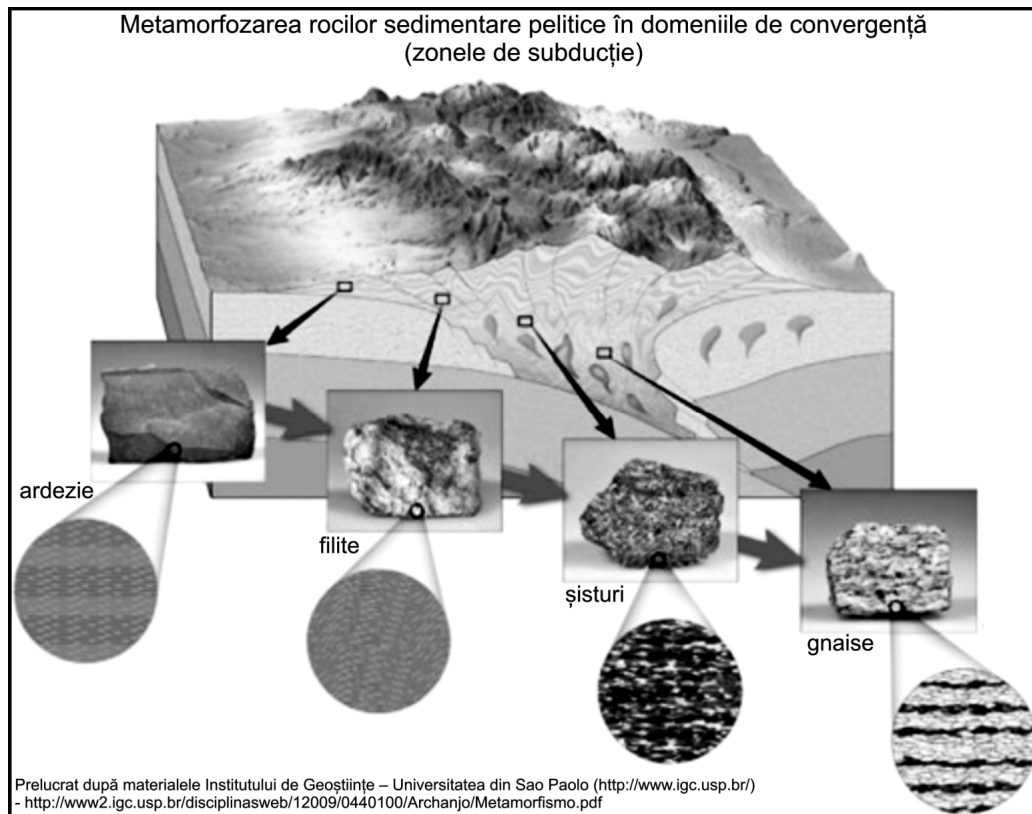 Metamorfozarea rocilor sedimentare pelitice în domeniile de convergență
(zonele de subducție)
ardezie
filite
șisturi
gnaise
Prelucrat după materialele Institutului de Geoștiințe – Universitatea din Sao Paolo (http://www.igc.usp.br/)
- http://www2.igc.usp.br/disciplinasweb/12009/0440100/Archanjo/Metamorfismo.pdf